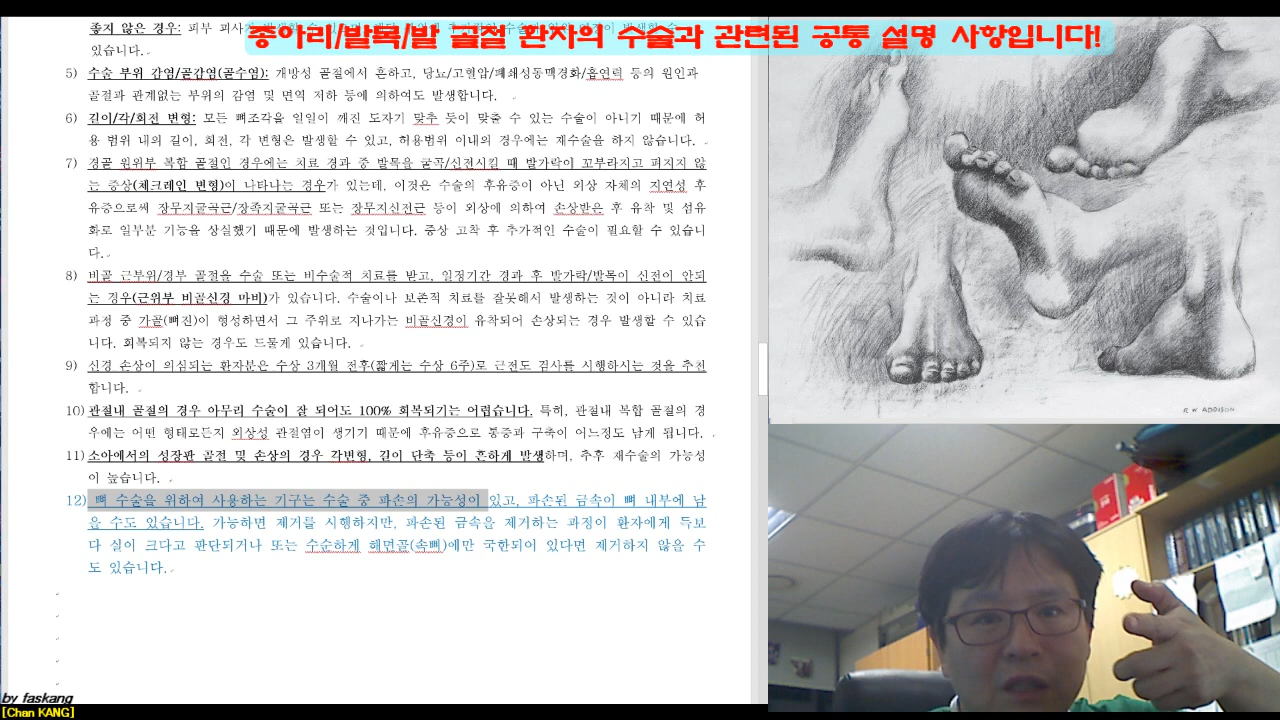 종아리/발목/발 골절 환자의 수술과 관련된 공통 설명 사항입니다!
좋지 않은 경우: 피부 괴사가
있습니다.
5) 수술 부위 감염/골감염(골수염): 개방성 골절에서 흔하고, 당뇨/고혈압/폐쇄성동맥경화/흡연력 등의 원인과
골절과 관계없는 부위의 감염 및 면역 저하 등에 의하여도 발생합니다.
6) 길이/각/회전 변형: 모든 뼈조각을 일일이 깨진 도자기 맞추 듯이 맞출 수 있는 수술이 아니기 때문에 허
용 범위 내의 길이, 회전, 각 변형은 발생할 수 있고, 허용범위 이내의 경우에는 재수술을 하지 않습니다.
7) 경골 원위부 복합 골절인 경우에는 치료 경과 중 발목을 굴곡/신전시킬 때 발가락이 꼬부라지고 펴지지 않
는 증상(체크레인 변형)이 나타나는 경우가 있는데, 이것은 수술의 후유증이 아닌 외상 자체의 지연성 후
유증으로써 장무지굴곡근/장족지굴곡근 또는 장무지신전근 등이 외상에 의하여 손상받은 후 유착 및 섬유
화로 일부분 기능을 상실했기 때문에 발생하는 것입니다. 증상 고착 후 추가적인 수술이 필요할 수 있습니
다.
8) 비골 근부위/경부 골절을 수술 또는 비수술적 치료를 받고, 일정기간 경과 후 발가락/발목이 신전이 안되
는 경우(근위부 비골신경 마비)가 있습니다. 수술이나 보존적 치료를 잘못해서 발생하는 것이 아니라 치료
과정 중 가골(뼈진)이 형성하면서 그 주위로 지나가는 비골신경이 유착되어 손상되는 경우 발생할 수 있습
니다. 회복되지 않는 경우도 드물게 있습니다.
9) 신경 손상이 의심되는 환자분은 수상 3개월 전후(짧게는 수상 6주)로 근전도 검사를 시행하시는 것을 추천
합니다.
10) 관절내 골절의 경우 아무리 수술이 잘 되어도 100% 회복되기는 어렵습니다. 특히, 관절내 복합 골절의 경
우에는 어떤 형태로든지 외상성 관절염이 생기기 때문에 후유증으로 통증과 구축이 어느정도 남게 됩니다.
11) 소아에서의 성장판 골절 및 손상의 경우 각변형, 길이 단축 등이 흔하게 발생하며, 추후 재수술의 가능성
이 높습니다.
12) 뼈 수술을 위하여 사용하는 기구는 수술 중 파손의 가능성이 있고, 파손된 금속이 뼈 내부에 남
을 수도 있습니다. 가능하면 제거를 시행하지만, 파손된 금속을 제거하는 과정이 환자에게 득보
다 실이 크다고 판단되거나 또는 수순하게 해면골(속뼈)에만 국한되어 있다면 제거하지 않을 수
도 있습니다.
R W ADDISON
by faskang
[Chan KANG]